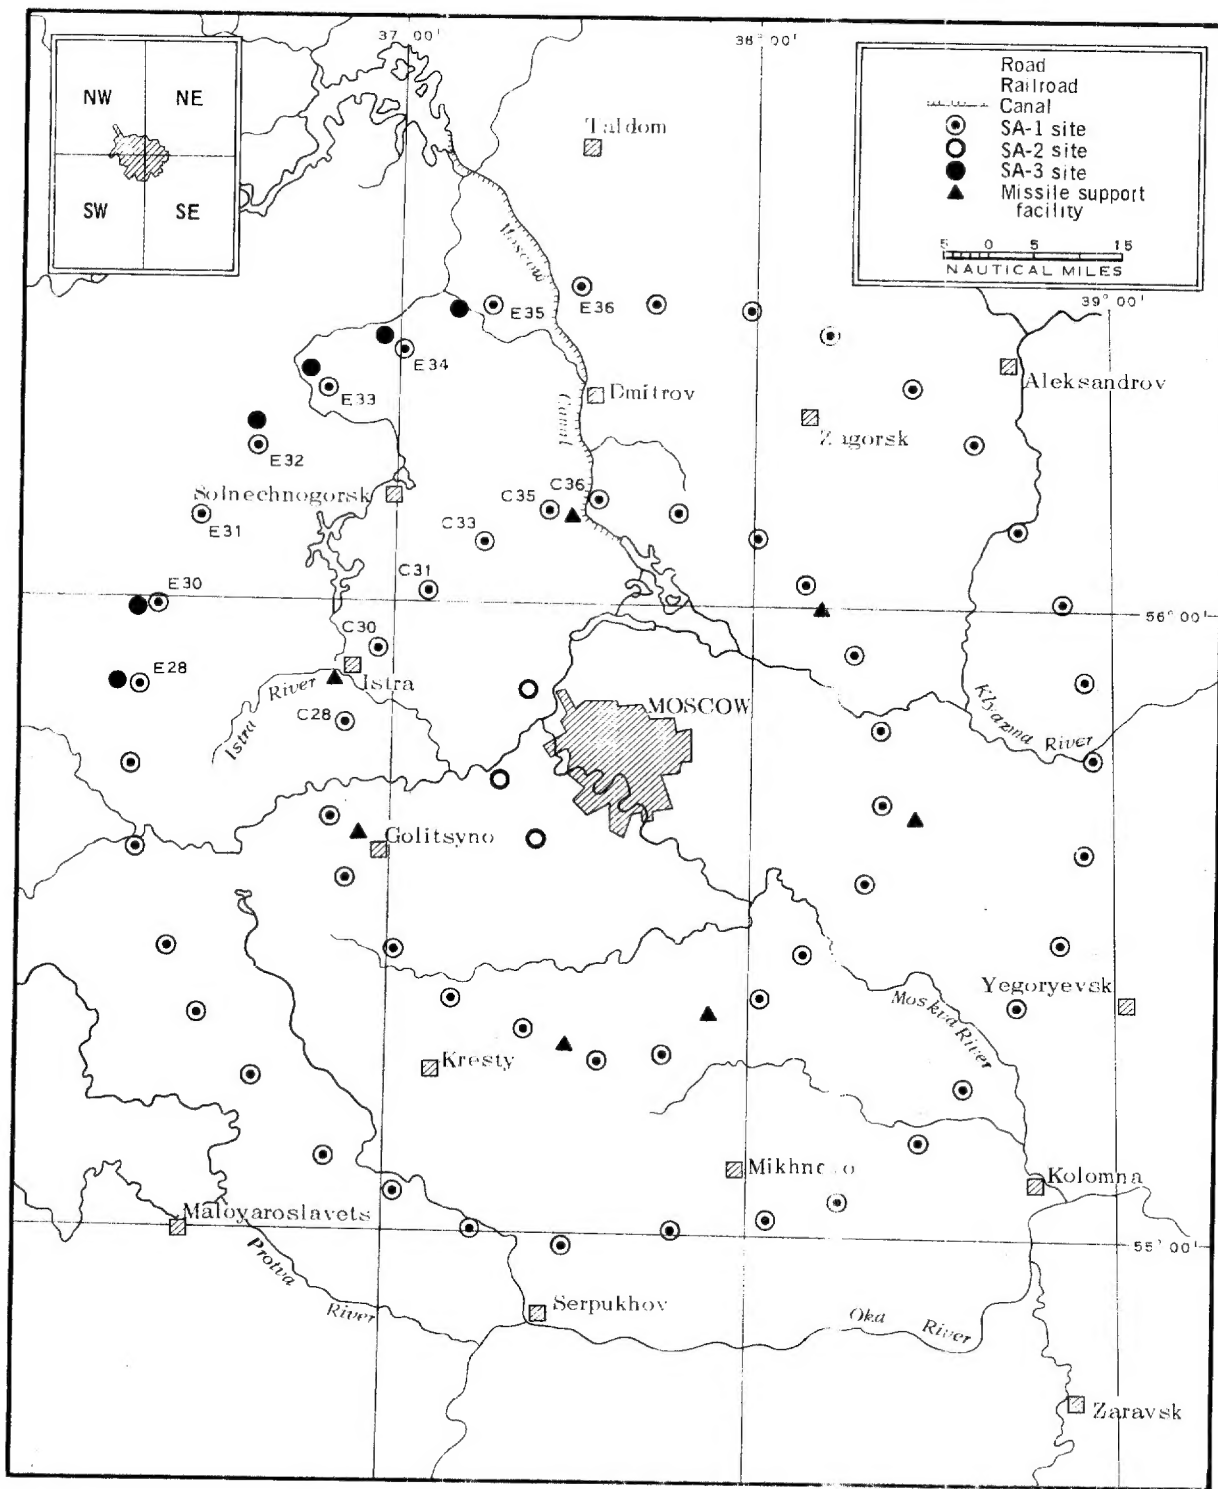 37°00'
38°00'
NW
NE
SW
SE
Road
Railroad
Canal
SA-1 site
SA-2 site
SA-3 site
Missile support
facility
5 0 5 15
NAUTICAL MILES
39°00'
Taldom
Moscow
E35
E36
E34
Dmitrov
Aleksandrov
E33
Canal
E32
Solnechnogorsk
C35
C36
E31
C33
C31
E30
56°00'
C30
E28
Istra
River
Istra
C28
MOSCOW
Klyazma
River
Golitsyno
Yegoryevsk
Moskva
River
Kresty
Kolomna
Maloyaroslavets
55°00'
Protva
River
Serpukhov
Oka
River
Zaravsk